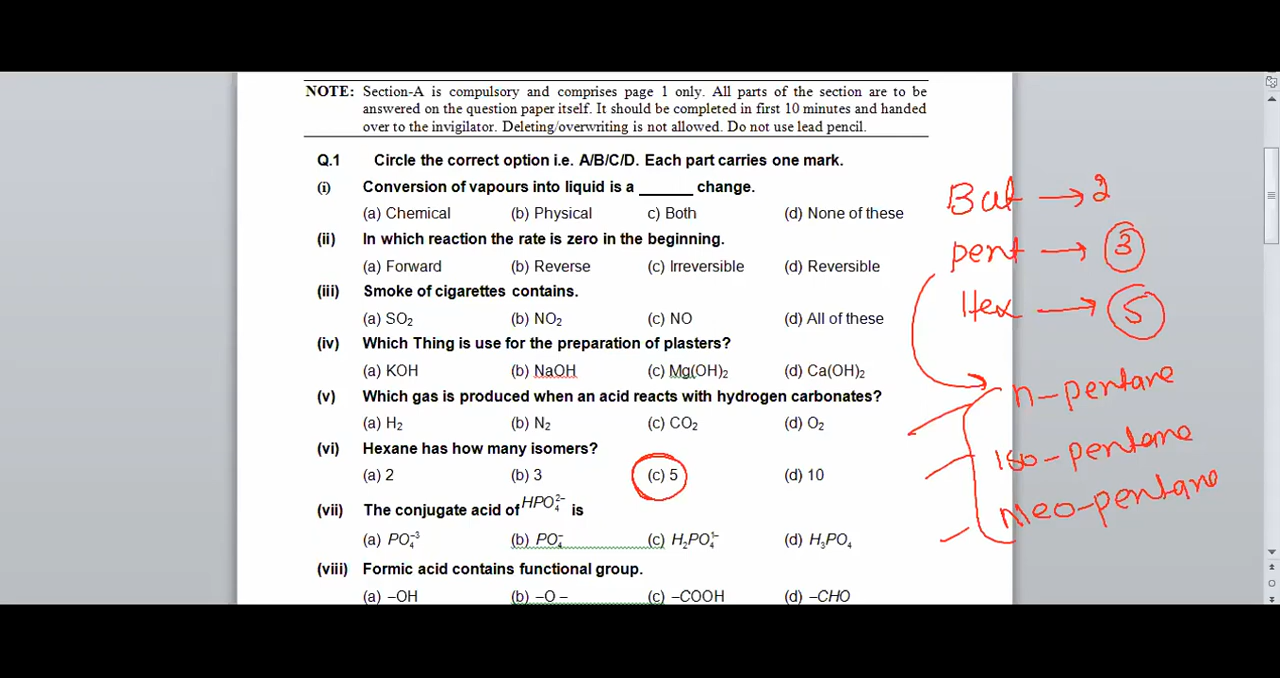 NOTE: Section-A is compulsory and comprises page 1 only. All parts of the section are to be
answered on the question paper itself. It should be completed in first 10 minutes and handed
over to the invigilator. Deleting/overwriting is not allowed. Do not use lead pencil.
Q.1 Circle the correct option i.e. A/B/C/D. Each part carries one mark.
(i) Conversion of vapours into liquid is a ______ change.
(a) Chemical (b) Physical c) Both (d) None of these
(ii) In which reaction the rate is zero in the beginning.
(a) Forward (b) Reverse (c) Irreversible (d) Reversible
(iii) Smoke of cigarettes contains.
(a) SO₂ (b) NO₂ (c) NO (d) All of these
(iv) Which Thing is use for the preparation of plasters?
(a) KOH (b) NaOH (c) Mg(OH)₂ (d) Ca(OH)₂
(v) Which gas is produced when an acid reacts with hydrogen carbonates?
(a) H₂ (b) N₂ (c) CO₂ (d) O₂
(vi) Hexane has how many isomers?
(a) 2 (b) 3 (c) 5 (d) 10
(vii) The conjugate acid of HPO₄²⁻ is
(a) PO₄⁻³ (b) PO₄⁻ (c) H₂PO₄¹⁻ (d) H₃PO₄
(viii) Formic acid contains functional group.
(a) –OH (b) –O – (c) –COOH (d) –CHO
But → 2
pent → 3
Hex → 5
n-pentane
Iso-pentane
neo-pentane